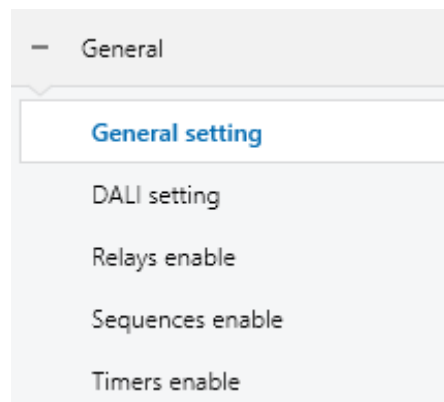 General
General setting
DALI setting
Relays enable
Sequences enable
Timers enable